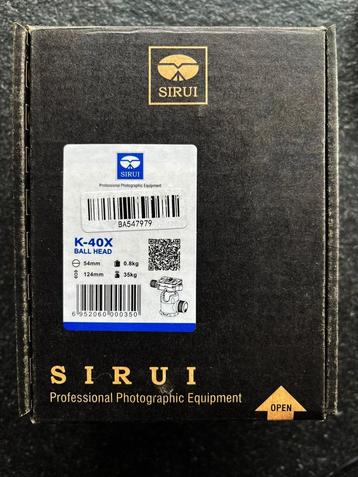 SIRUI
SIRUI
Professional Photographic Equipment
BA547979
K-40X
BALL HEAD
54mm 0.8kg
124mm 35kg
6 952060 000350
SIRUI
Professional Photographic Equipment
OPEN